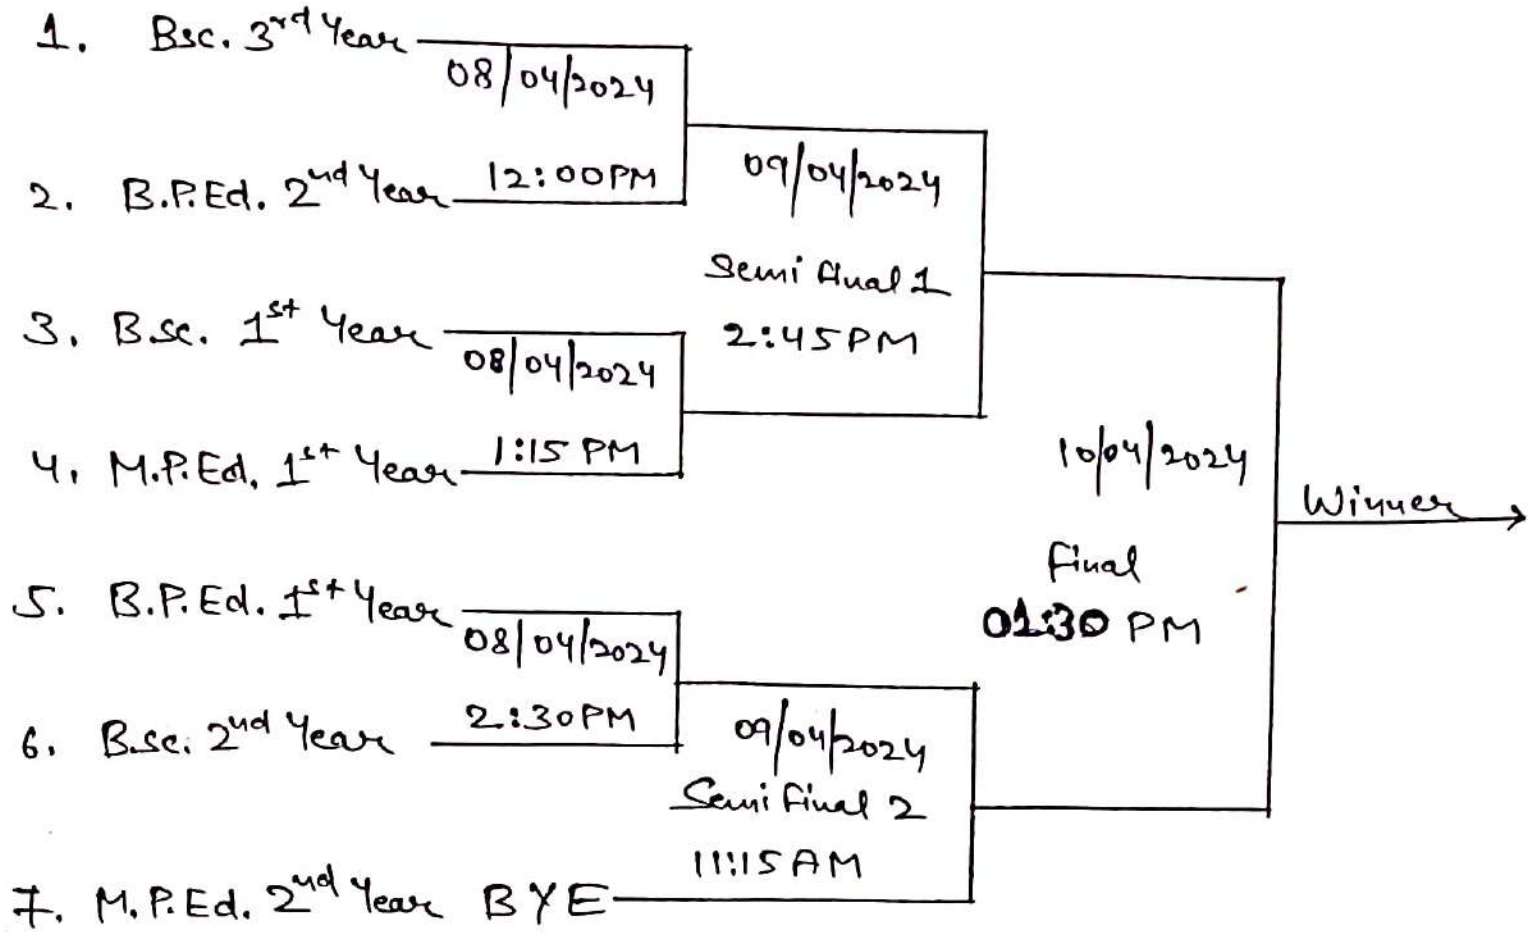 1. Bsc. 3rd Year
08/04/2024
2. B.P.Ed. 2nd Year 12:00PM
09/04/2024
Semi final 1
2:45PM
3. B.sc. 1st Year
08/04/2024
4. M.P.Ed. 1st Year 1:15 PM
10/04/2024
Final
01:30 PM
Winner
5. B.P.Ed. 1st Year
08/04/2024
6. B.sc. 2nd Year 2:30PM
09/04/2024
Semi Final 2
11:15AM
7. M.P.Ed. 2nd Year BYE